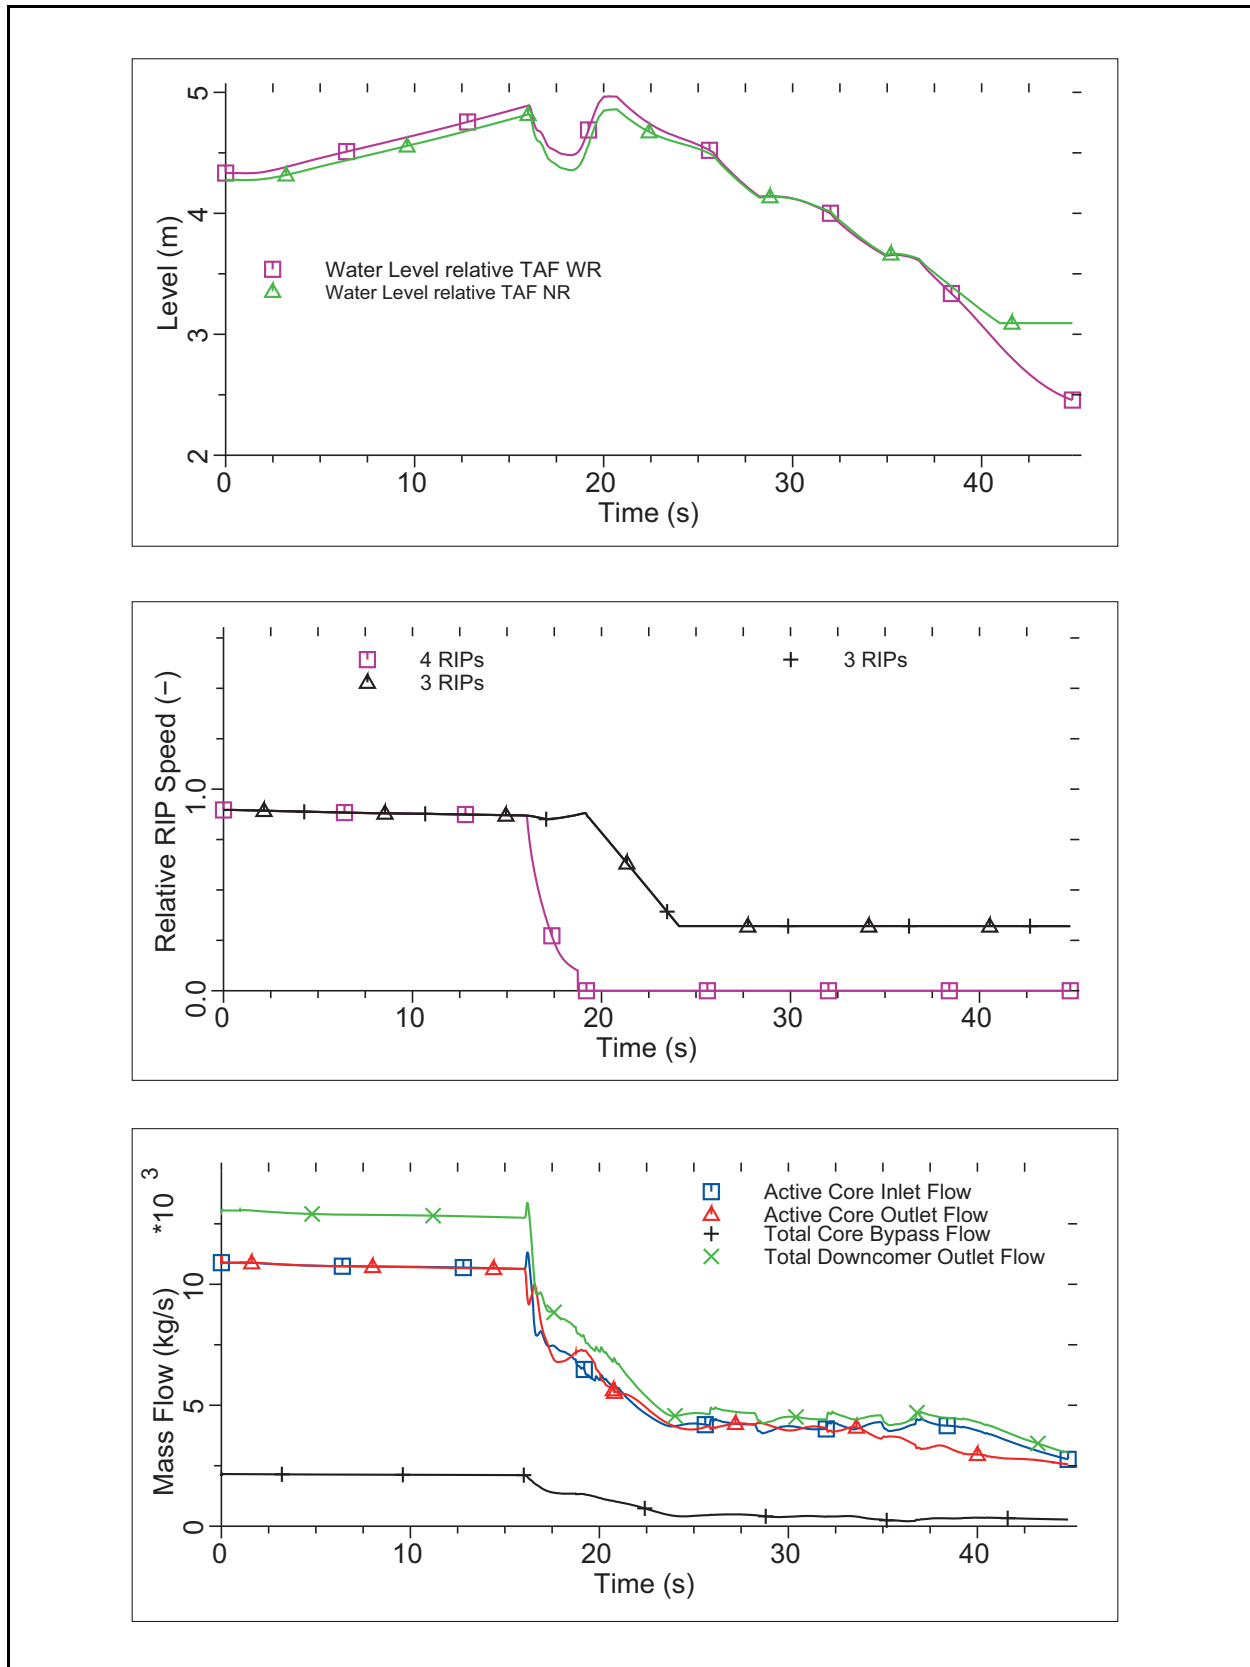 5
4
3
2
Level (m)
Water Level relative TAF WR
Water Level relative TAF NR
0 10 20 30 40
Time (s)
4 RIPs 3 RIPs
3 RIPs
Relative RIP Speed (−)
1.0
0.0
0 10 20 30 40
Time (s)
*10 3
Mass Flow (kg/s)
Active Core Inlet Flow
Active Core Outlet Flow
Total Core Bypass Flow
Total Downcomer Outlet Flow
10
5
0
0 10 20 30 40
Time (s)